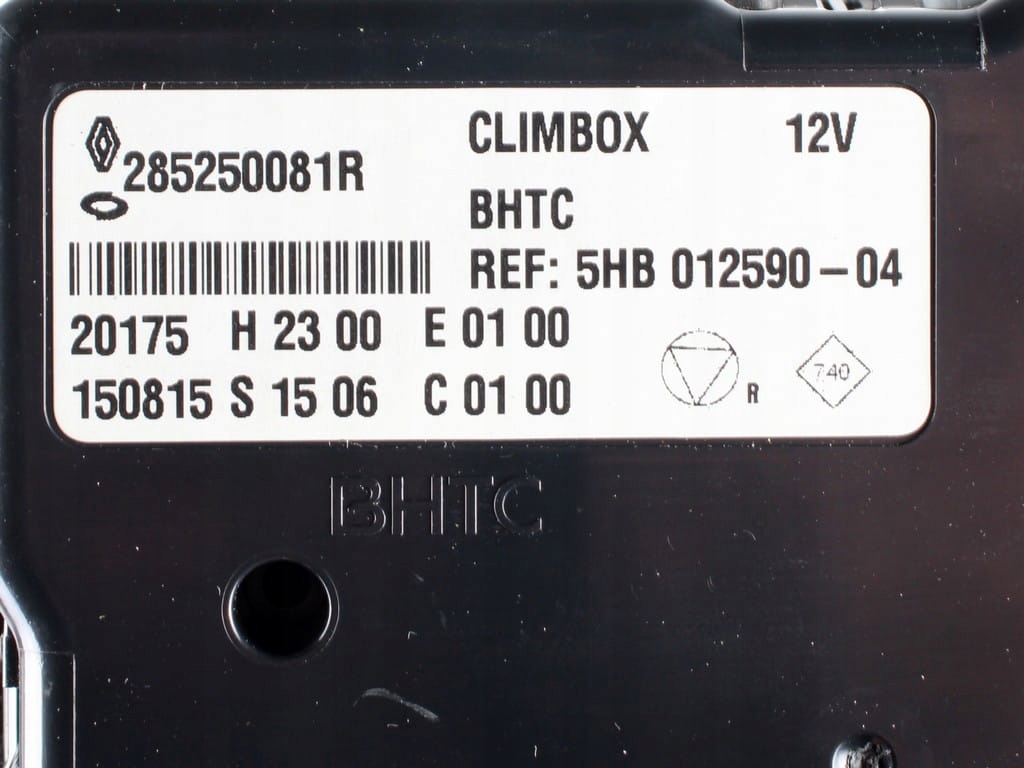 285250081R
CLIMBOX 12V
BHTC
REF: 5HB 012590-04
20175 H 23 00 E 01 00
150815 S 15 06 C 01 00
R
740
BHTC